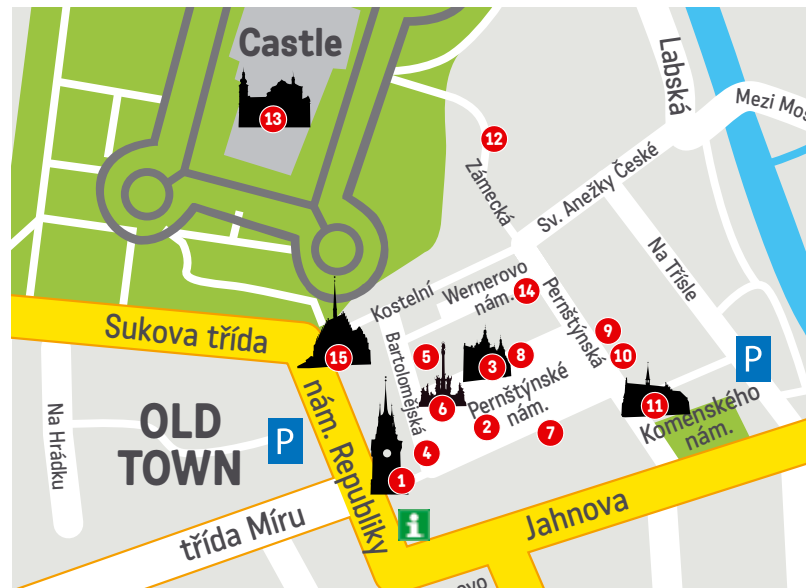 Castle
13
12
Labská
Mezi Mos
Zámecká
Sv. Anežky České
Na Třísle
Kostelní
Wernerovo
nám.
14
Pernštýnská
Sukova třída
15
Bartolomějská
5
3
8
9
10
P
6
Pernštýnské
nám.
2
7
11
Komenského
nám.
Na Hrádku
OLD
TOWN
P
nám. Republiky
4
1
i
třída Míru
Jahnova